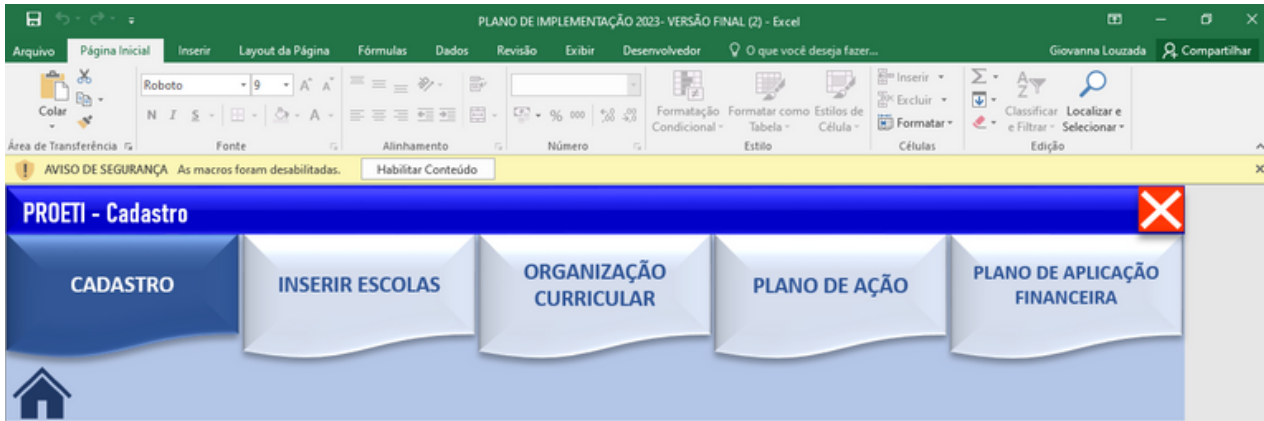 PLANO DE IMPLEMENTAÇÃO 2023- VERSÃO FINAL (2) - Excel
Arquivo Página Inicial Inserir Layout da Página Fórmulas Dados Revisão Exibir Desenvolvedor O que você deseja fazer... Giovanna Louzada Compartilhar
Colar
Roboto 9 A A
N I S A
% 000
Formatação Condicional
Formatar como Tabela
Estilos de Célula
Inserir
Excluir
Formatar
Classificar e Filtrar
Localizar e Selecionar
Área de Transferência Fonte Alinhamento Número Estilo Células Edição
AVISO DE SEGURANÇA As macros foram desabilitadas. Habilitar Conteúdo
PROETI - Cadastro
CADASTRO
INSERIR ESCOLAS
ORGANIZAÇÃO
CURRICULAR
PLANO DE AÇÃO
PLANO DE APLICAÇÃO
FINANCEIRA